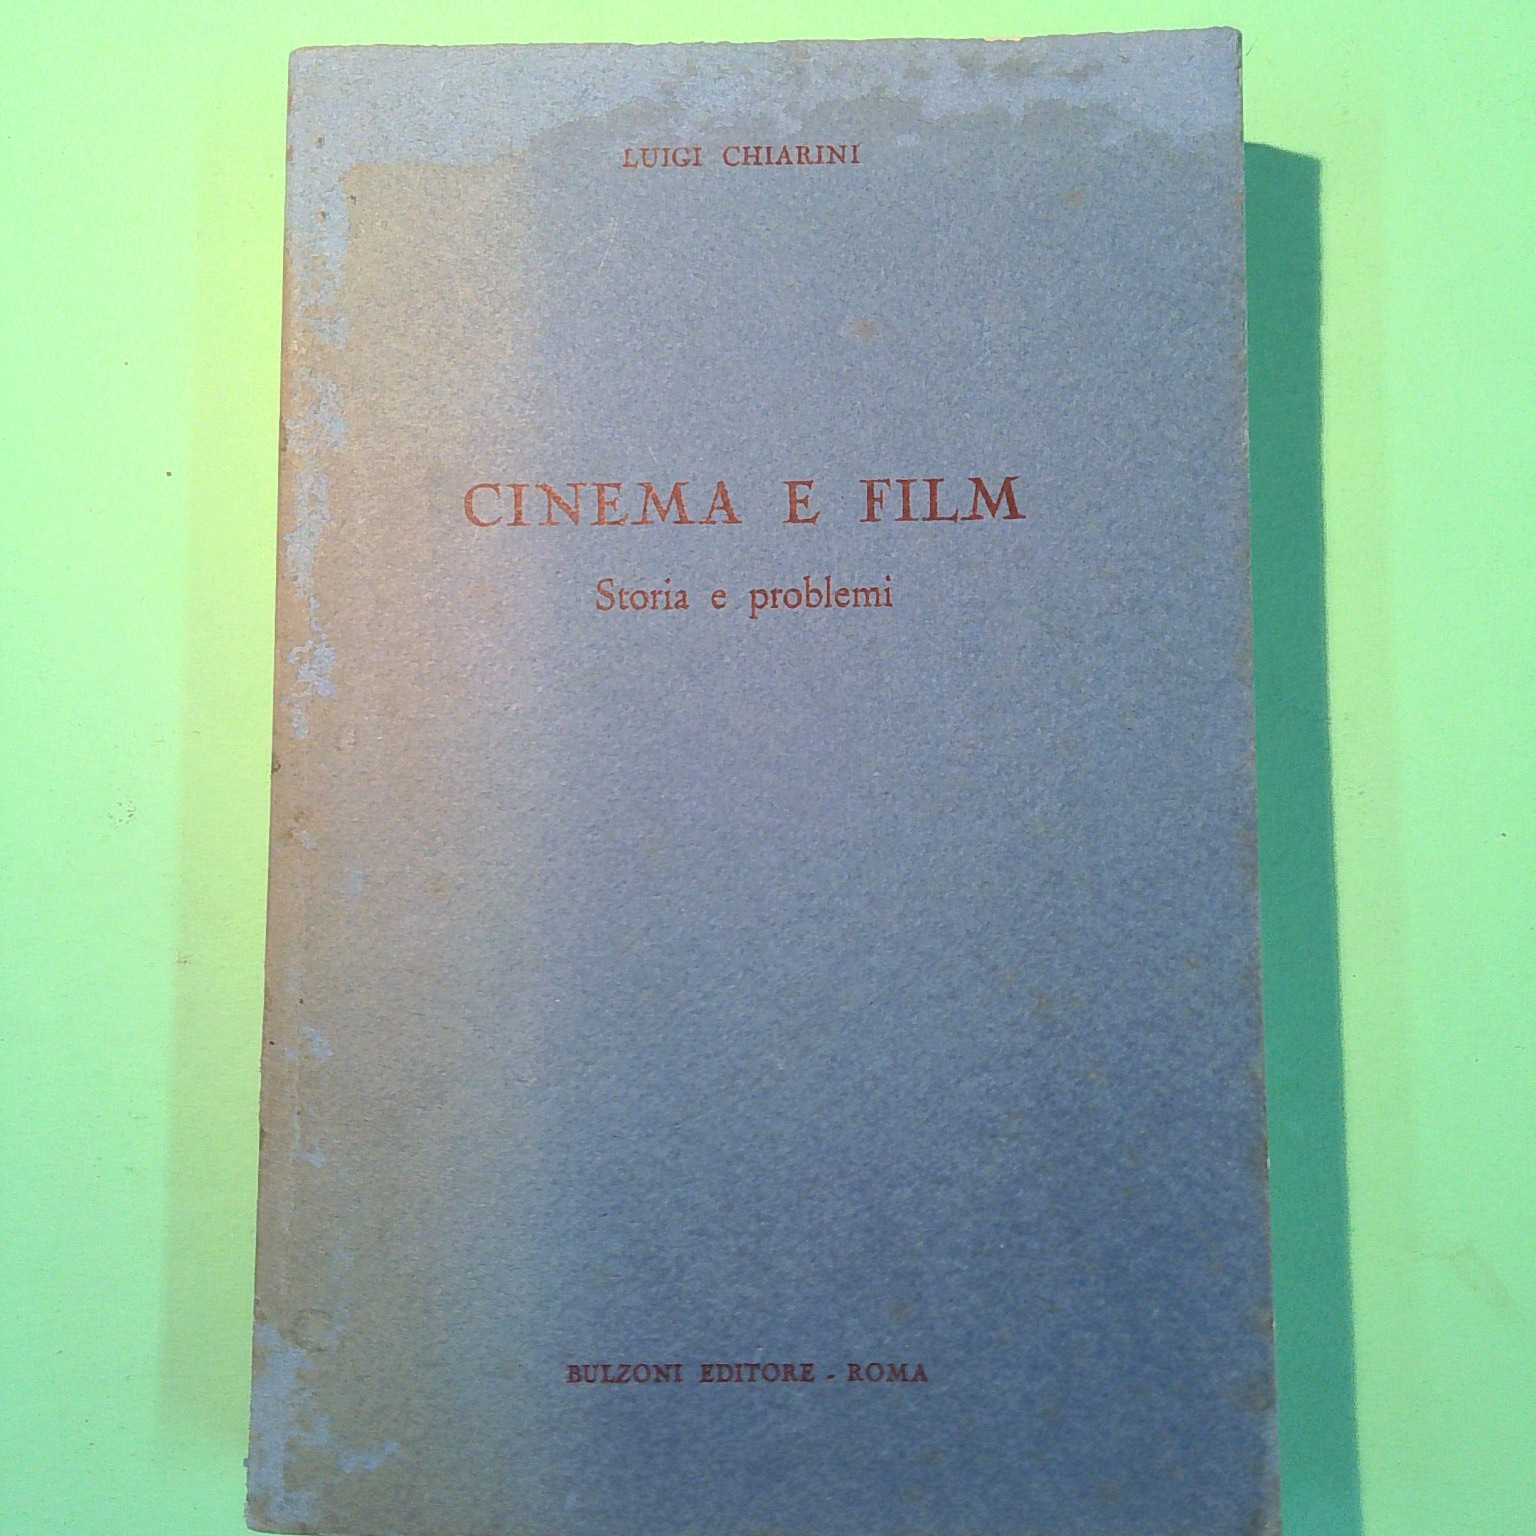 LUIGI CHIARINI
CINEMA E FILM
Storia e problemi
BULZONI EDITORE - ROMA